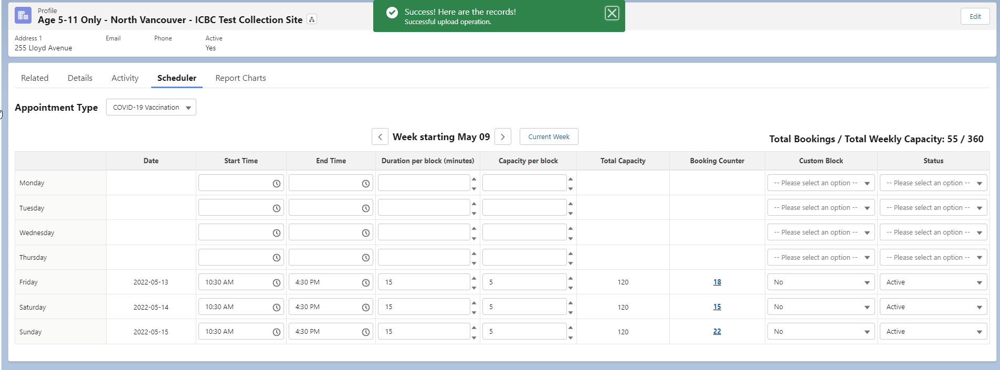 Profile
Age 5-11 Only - North Vancouver - ICBC Test Collection Site
Success! Here are the records!
Successful upload operation.
Edit
Address 1 Email Phone Active
255 Lloyd Avenue Yes
Related Details Activity Scheduler Report Charts
Appointment Type COVID-19 Vaccination
Week starting May 09 Current Week Total Bookings / Total Weekly Capacity: 55 / 360
Date Start Time End Time Duration per block (minutes) Capacity per block Total Capacity Booking Counter Custom Block Status
Monday -- Please select an option -- -- Please select an option --
Tuesday -- Please select an option -- -- Please select an option --
Wednesday -- Please select an option -- -- Please select an option --
Thursday -- Please select an option -- -- Please select an option --
Friday 2022-05-13 10:30 AM 4:30 PM 15 5 120 18 No Active
Saturday 2022-05-14 10:30 AM 4:30 PM 15 5 120 15 No Active
Sunday 2022-05-15 10:30 AM 4:30 PM 15 5 120 22 No Active